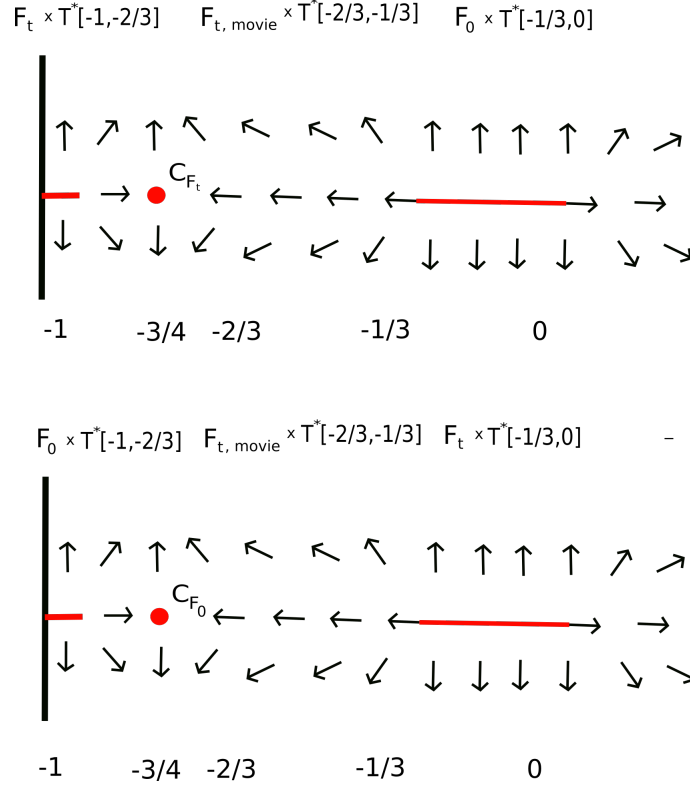 F_t × T^*[-1,-2/3] F_{t, movie} × T^*[-2/3,-1/3] F_0 × T^*[-1/3,0]
C_{F_t}
-1 -3/4 -2/3 -1/3 0
F_0 × T^*[-1,-2/3] F_{t, movie} × T^*[-2/3,-1/3] F_t × T^*[-1/3,0] –
C_{F_0}
-1 -3/4 -2/3 -1/3 0